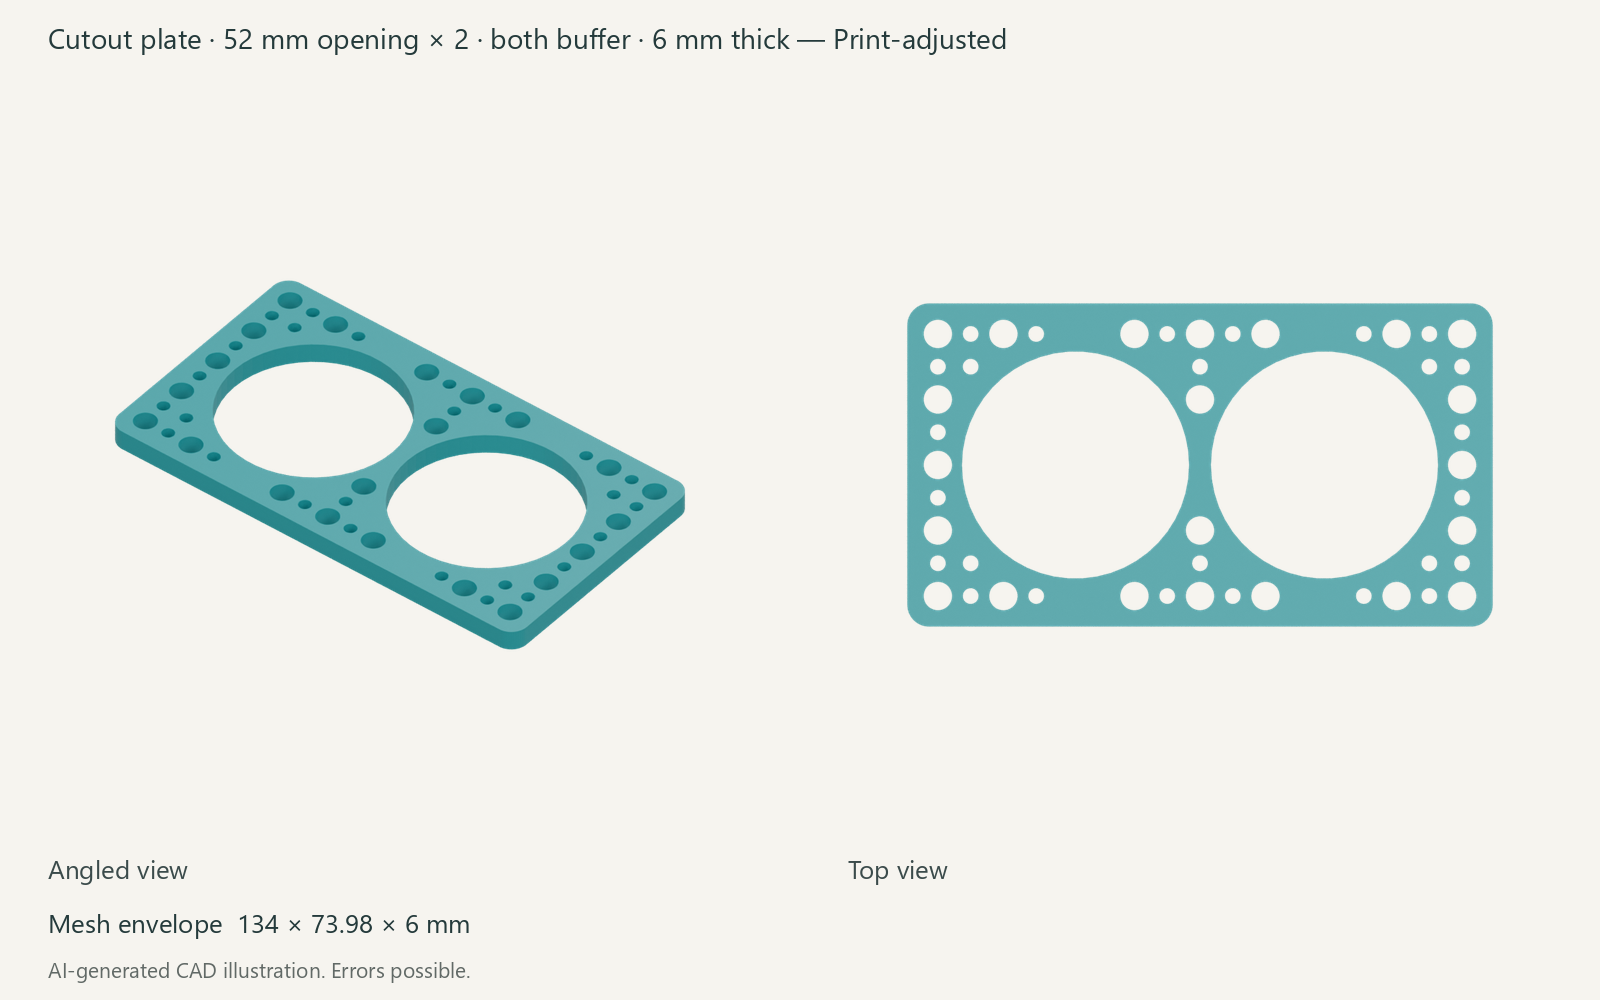 Cutout plate · 52 mm opening × 2 · both buffer · 6 mm thick — Print-adjusted
Angled view
Top view
Mesh envelope 134 × 73.98 × 6 mm
AI-generated CAD illustration. Errors possible.